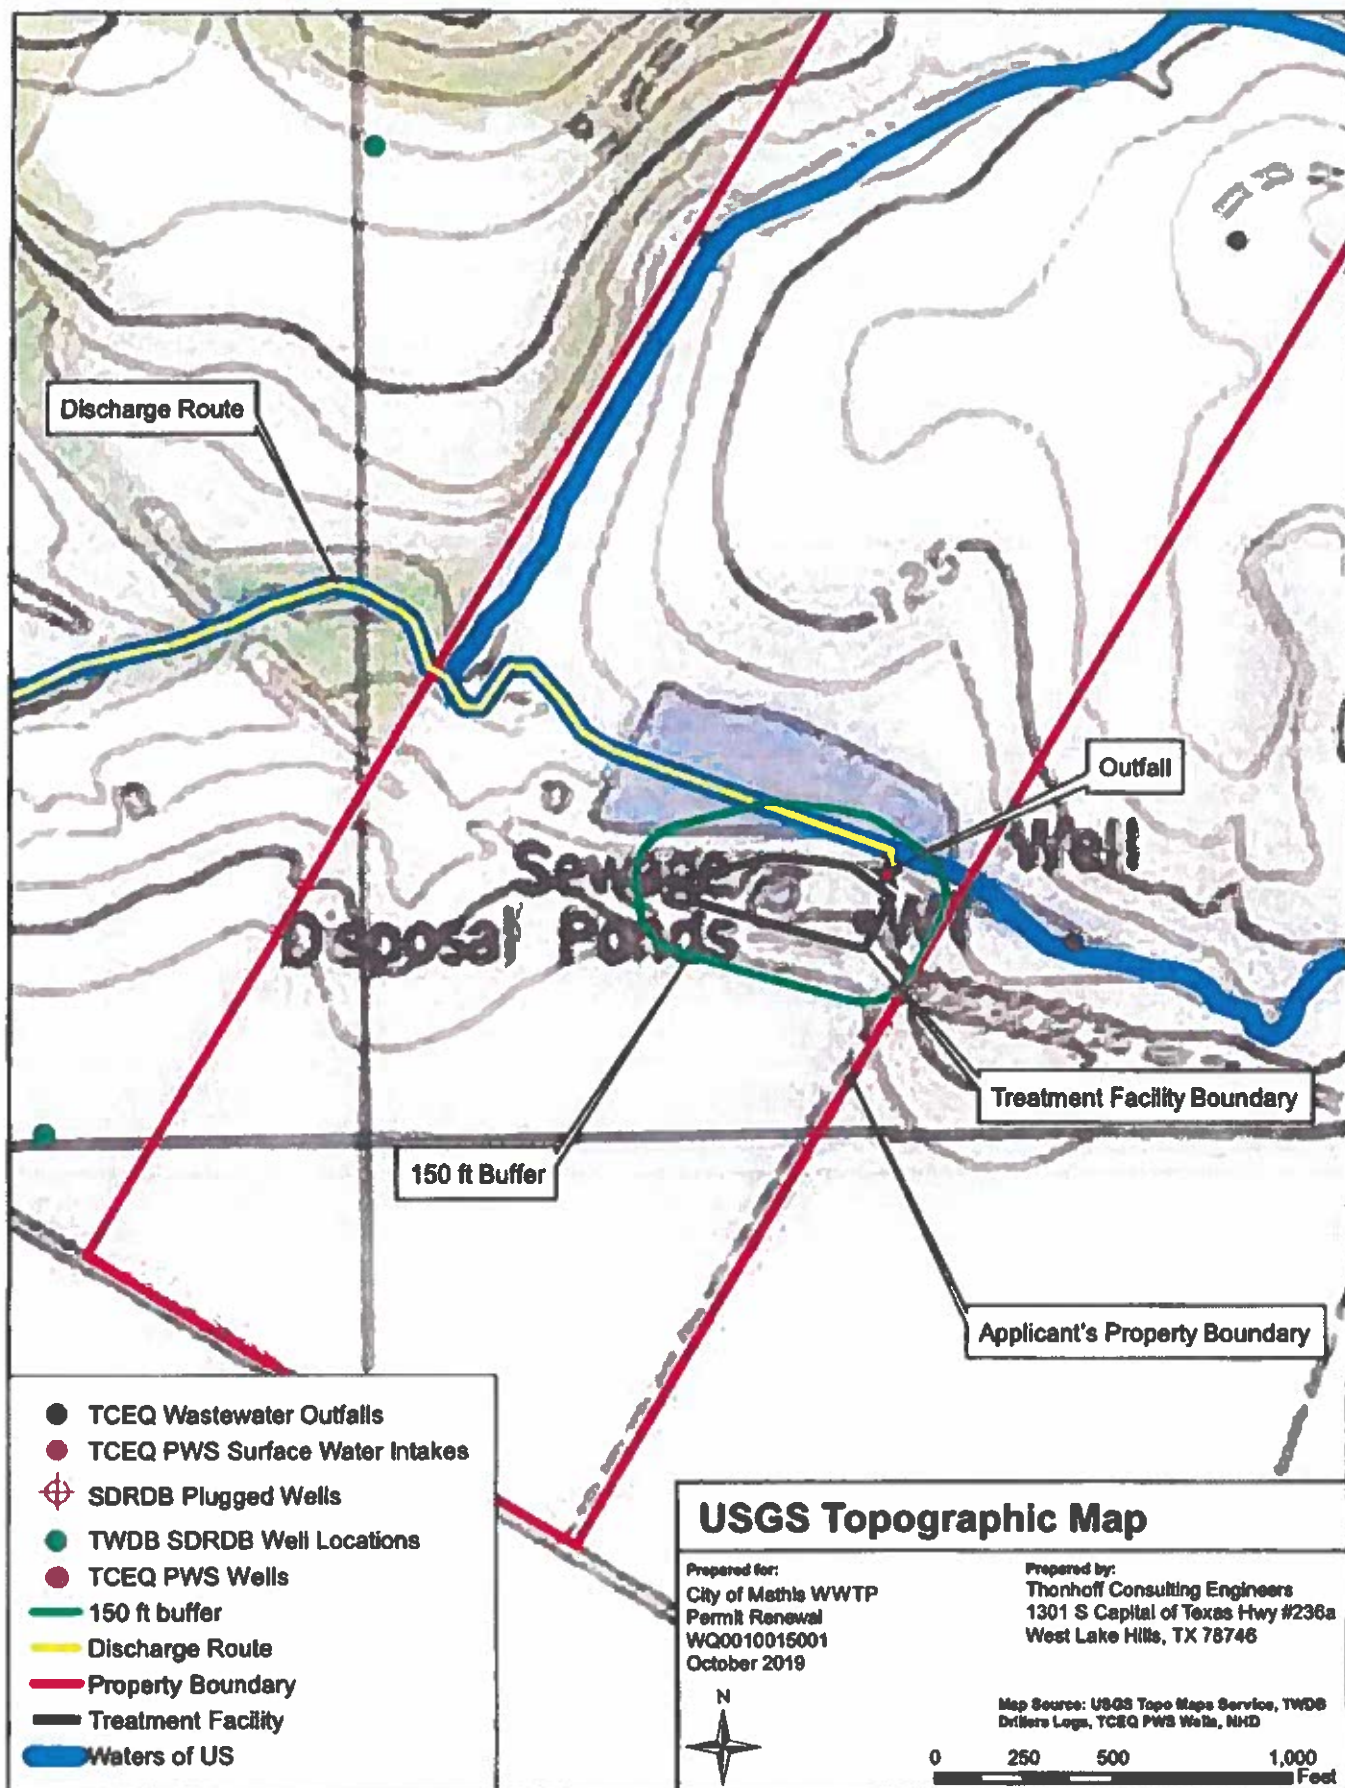 Discharge Route
125
Outfall
Well
Sewage
Disposal Ponds
Treatment Facility Boundary
150 ft Buffer
Applicant's Property Boundary
TCEQ Wastewater Outfalls
TCEQ PWS Surface Water Intakes
SDRDB Plugged Wells
TWDB SDRDB Well Locations
TCEQ PWS Wells
150 ft buffer
Discharge Route
Property Boundary
Treatment Facility
Waters of US
USGS Topographic Map
Prepared for:
City of Mathis WWTP
Permit Renewal
WQ0010015001
October 2019
Prepared by:
Thonhoff Consulting Engineers
1301 S Capital of Texas Hwy #236a
West Lake Hills, TX 78746
N
Map Source: USGS Topo Maps Service, TWDB
Drillers Logs, TCEQ PWS Wells, NHD
0 250 500 1,000
Feet